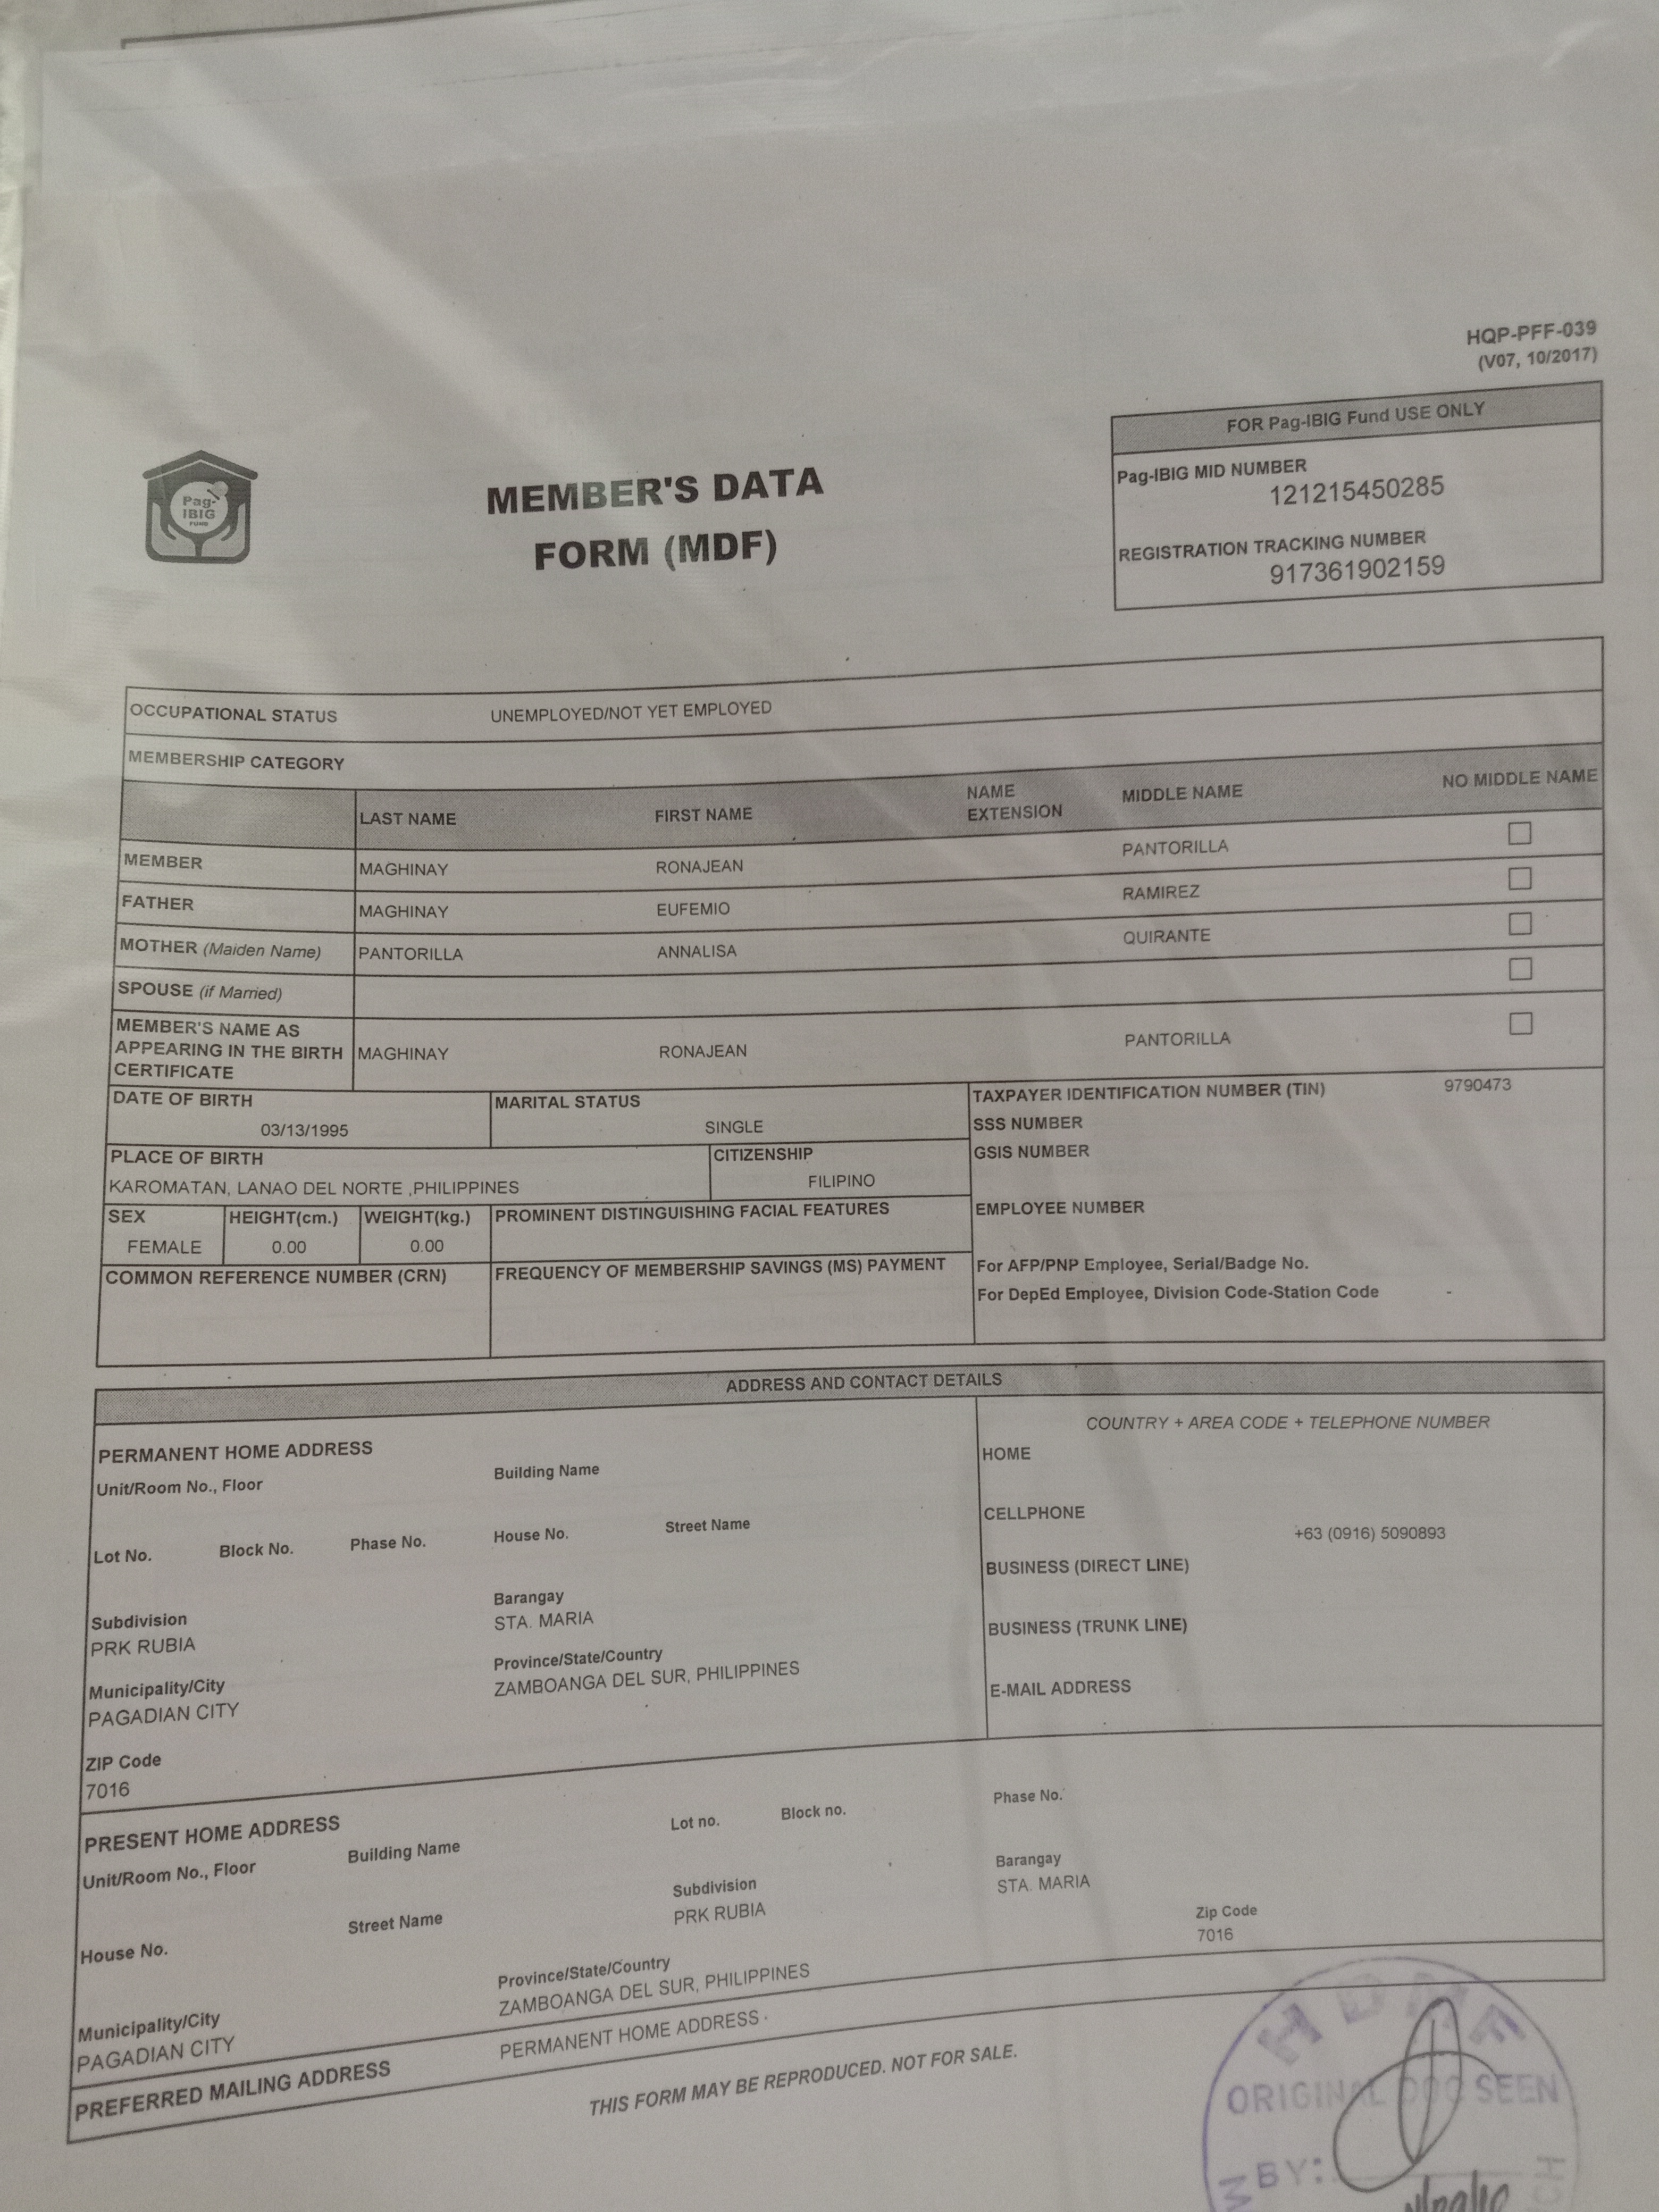 HQP-PFF-039
(V07, 10/2017)
FOR Pag-IBIG Fund USE ONLY
Pag-IBIG MID NUMBER
121215450285
REGISTRATION TRACKING NUMBER
917361902159
Pag-
IBIG
FUND
MEMBER'S DATA
FORM (MDF)
OCCUPATIONAL STATUS UNEMPLOYED/NOT YET EMPLOYED
MEMBERSHIP CATEGORY
LAST NAME FIRST NAME NAME EXTENSION MIDDLE NAME NO MIDDLE NAME
MEMBER MAGHINAY RONAJEAN PANTORILLA
FATHER MAGHINAY EUFEMIO RAMIREZ
MOTHER (Maiden Name) PANTORILLA ANNALISA QUIRANTE
SPOUSE (if Married)
MEMBER'S NAME AS
APPEARING IN THE BIRTH MAGHINAY RONAJEAN PANTORILLA
CERTIFICATE
DATE OF BIRTH MARITAL STATUS TAXPAYER IDENTIFICATION NUMBER (TIN) 9790473
03/13/1995 SINGLE SSS NUMBER
PLACE OF BIRTH CITIZENSHIP GSIS NUMBER
KAROMATAN, LANAO DEL NORTE ,PHILIPPINES FILIPINO
SEX HEIGHT(cm.) WEIGHT(kg.) PROMINENT DISTINGUISHING FACIAL FEATURES EMPLOYEE NUMBER
FEMALE 0.00 0.00
COMMON REFERENCE NUMBER (CRN) FREQUENCY OF MEMBERSHIP SAVINGS (MS) PAYMENT For AFP/PNP Employee, Serial/Badge No.
For DepEd Employee, Division Code-Station Code -
ADDRESS AND CONTACT DETAILS
PERMANENT HOME ADDRESS
Unit/Room No., Floor Building Name
Lot No. Block No. Phase No. House No. Street Name
Subdivision Barangay
PRK RUBIA STA. MARIA
Municipality/City Province/State/Country
PAGADIAN CITY ZAMBOANGA DEL SUR, PHILIPPINES
ZIP Code
7016
COUNTRY + AREA CODE + TELEPHONE NUMBER
HOME
CELLPHONE
+63 (0916) 5090893
BUSINESS (DIRECT LINE)
BUSINESS (TRUNK LINE)
E-MAIL ADDRESS
PRESENT HOME ADDRESS
Unit/Room No., Floor Building Name Lot no. Block no. Phase No.
House No. Street Name Subdivision Barangay
PRK RUBIA STA. MARIA
Municipality/City Province/State/Country Zip Code
PAGADIAN CITY ZAMBOANGA DEL SUR, PHILIPPINES 7016
PREFERRED MAILING ADDRESS PERMANENT HOME ADDRESS
THIS FORM MAY BE REPRODUCED. NOT FOR SALE.
HDMF
ORIGINAL DOC SEEN
BY: